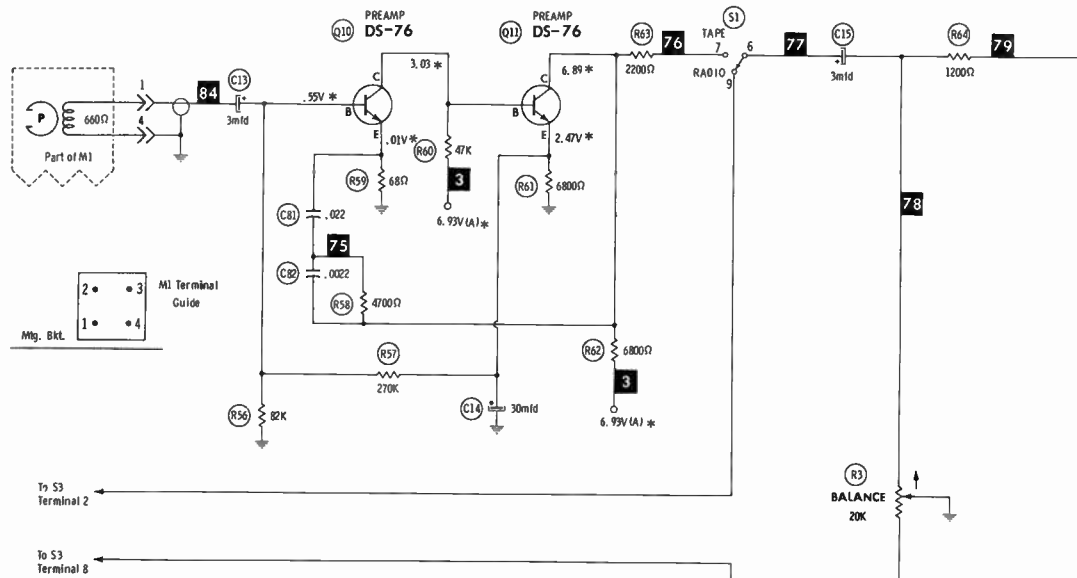 PREAMP
Q10 DS-76
PREAMP
Q11 DS-76
S1
TAPE
7
6
RADIO
9
R63
2200Ω
76
77
C15
+
3mfd
R64
1200Ω
79
C
3.03 *
B
E
.55V *
.01V *
C
6.89 *
B
E
2.47V *
P
660Ω
1
4
84
C13
+
3mfd
Part of M1
R60
47K
3
6.93V (A) *
R59
68Ω
R61
6800Ω
C81
.022
75
C82
.0022
R58
4700Ω
78
2 • • 3
1 • • 4
M1 Terminal
Guide
Mtg. Bkt.
R57
270K
R62
6800Ω
3
6.93V (A) *
R56
82K
C14
30mfd
To S3
Terminal 2
R3
BALANCE
20K
To S3
Terminal 8